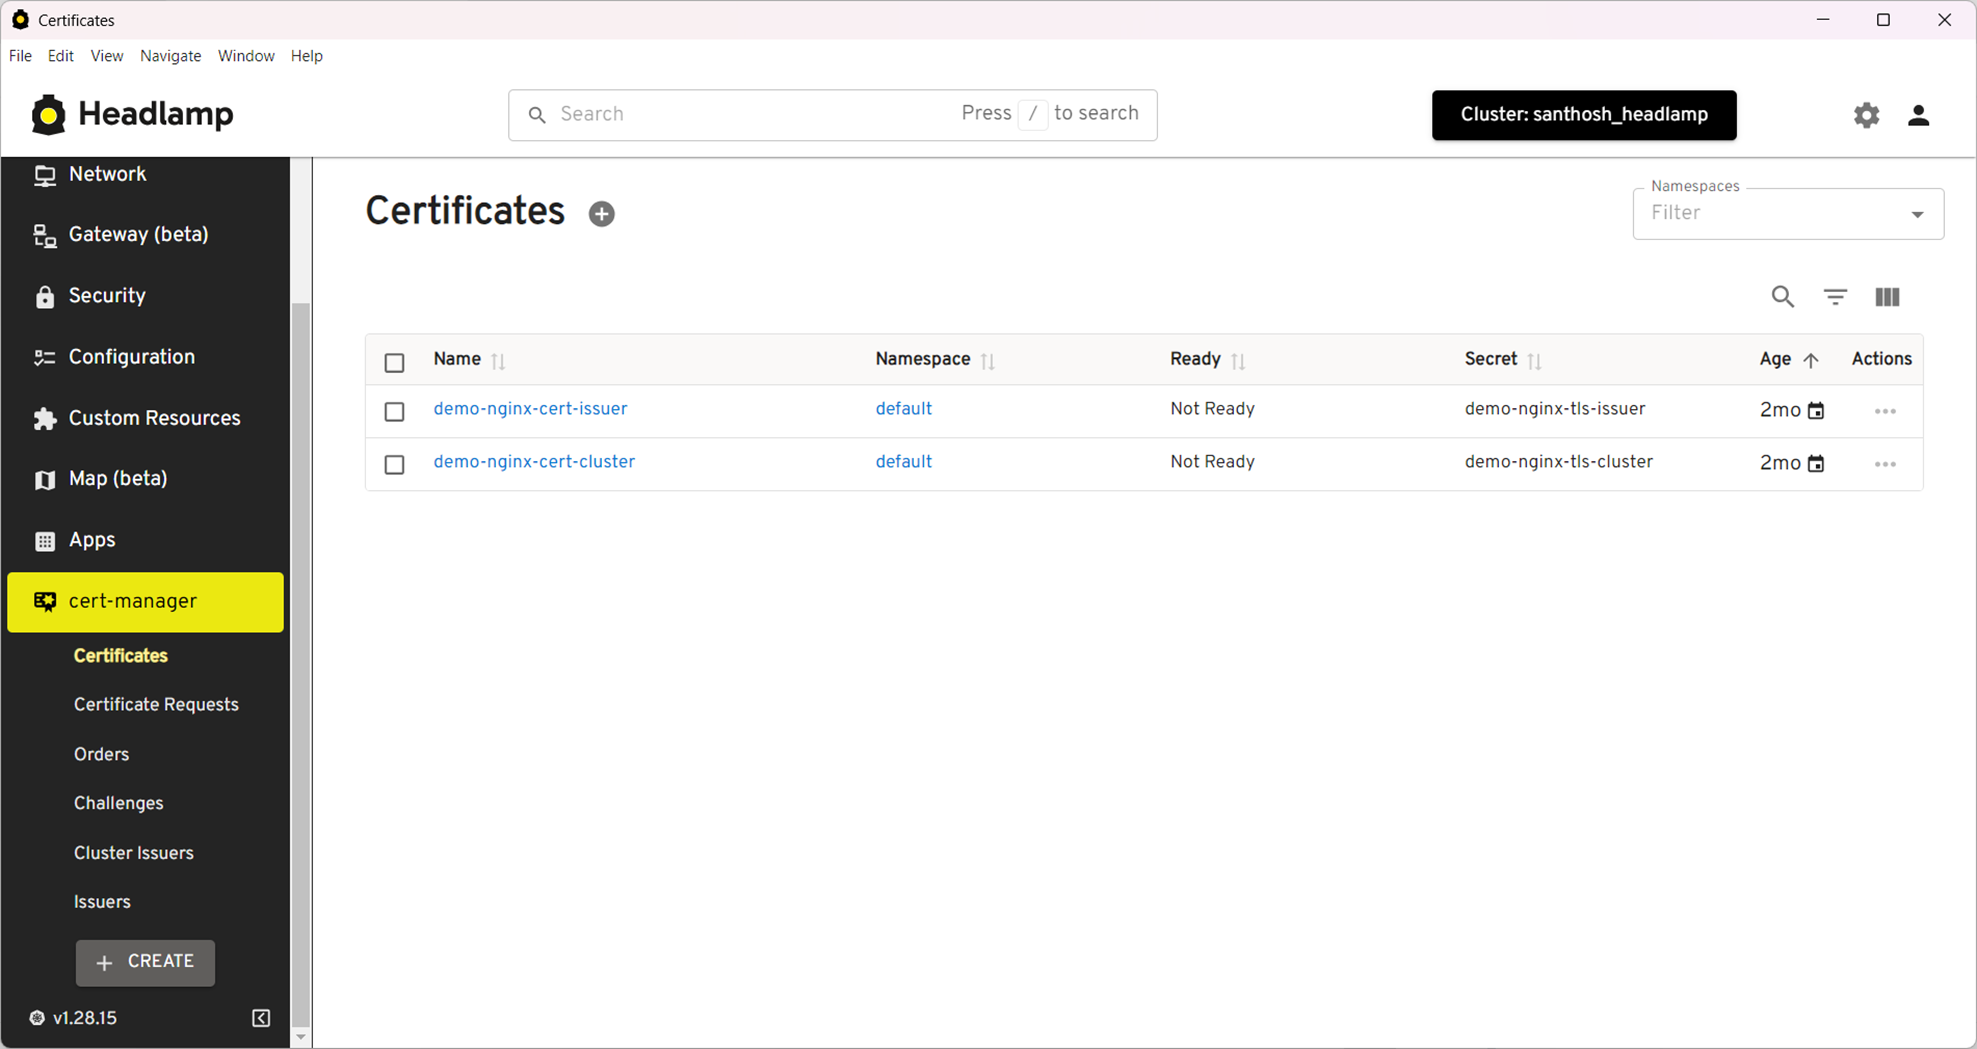 Certificates
File Edit View Navigate Window Help
Headlamp
Search Press / to search
Cluster: santhosh_headlamp
Network
Gateway (beta)
Security
Configuration
Custom Resources
Map (beta)
Apps
cert-manager
Certificates
Certificate Requests
Orders
Challenges
Cluster Issuers
Issuers
+ CREATE
v1.28.15
Certificates
Namespaces
Filter
Name Namespace Ready Secret Age Actions
demo-nginx-cert-issuer default Not Ready demo-nginx-tls-issuer 2mo
demo-nginx-cert-cluster default Not Ready demo-nginx-tls-cluster 2mo